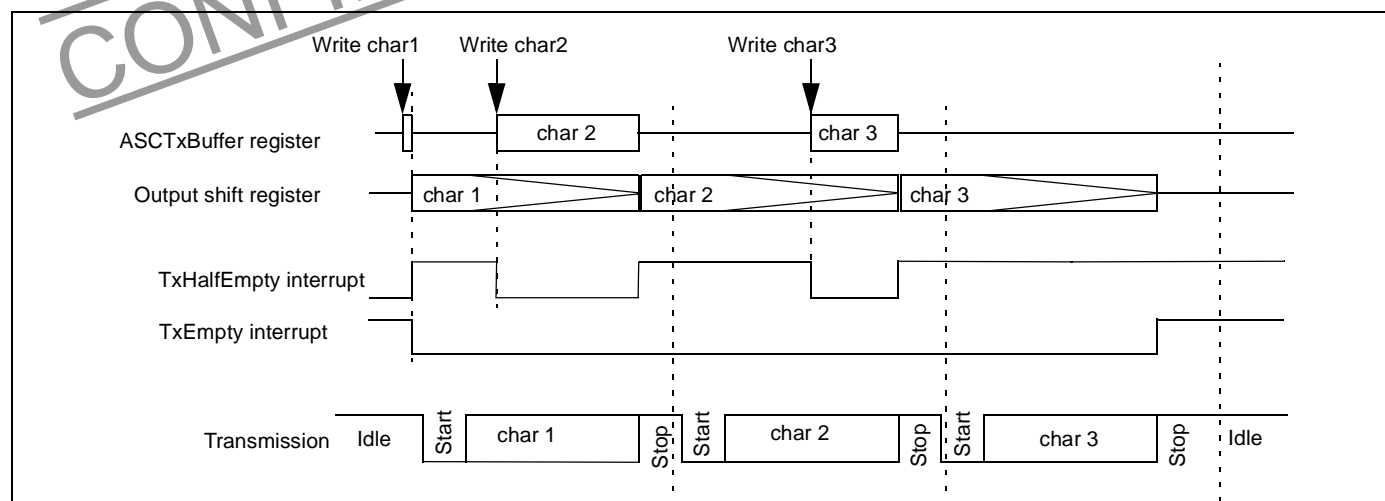 Write char1 Write char2 Write char3
ASCTxBuffer register char 2 char 3
Output shift register char 1 char 2 char 3
TxHalfEmpty interrupt
TxEmpty interrupt
Transmission Idle Start char 1 Stop Start char 2 Stop Start char 3 Stop Idle